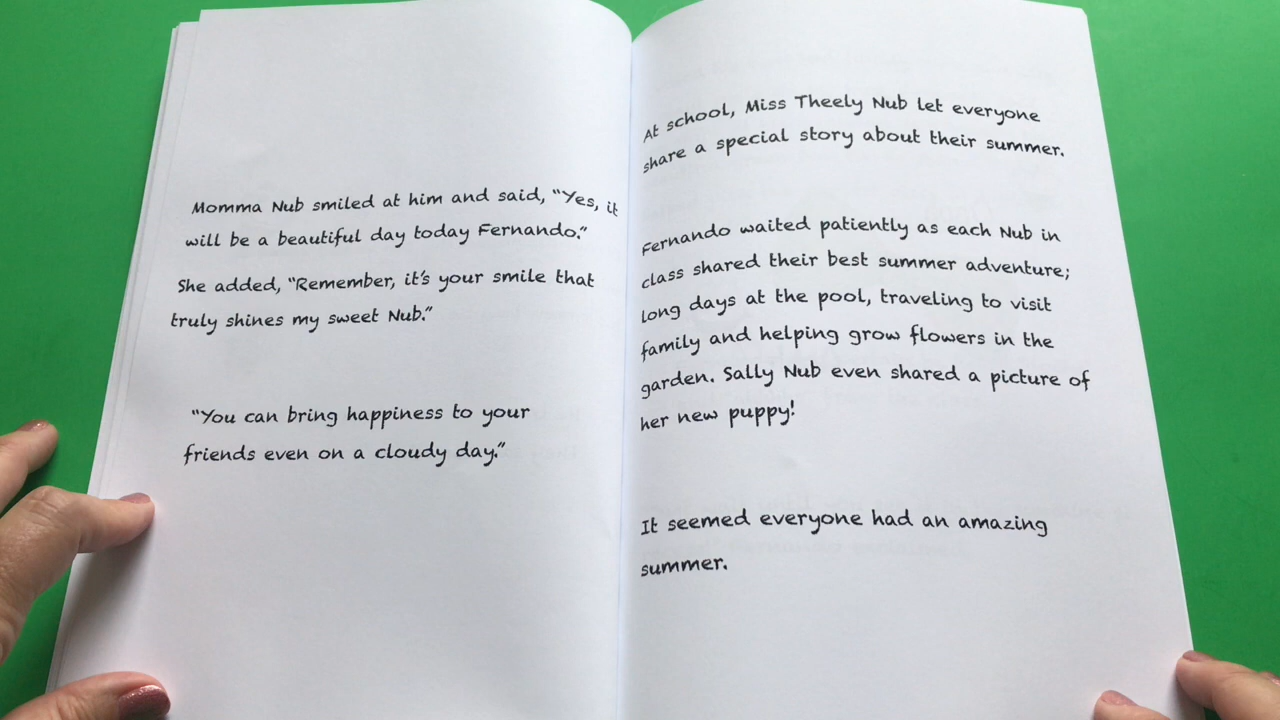 Momma Nub smiled at him and said, “Yes, it
will be a beautiful day today Fernando.”
She added, “Remember, it’s your smile that
truly shines my sweet Nub.”
“You can bring happiness to your
friends even on a cloudy day.”
At school, Miss Theely Nub let everyone
share a special story about their summer.
Fernando waited patiently as each Nub in
class shared their best summer adventure;
long days at the pool, traveling to visit
family and helping grow flowers in the
garden. Sally Nub even shared a picture of
her new puppy!
It seemed everyone had an amazing
summer.